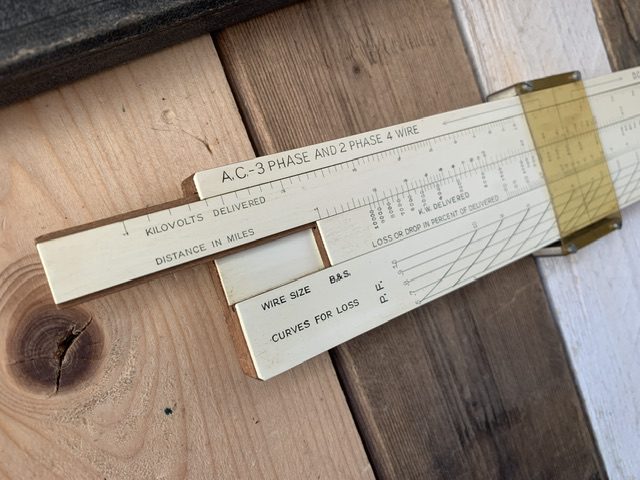 A.C.-3 PHASE AND 2 PHASE 4 WIRE
KILOVOLTS DELIVERED
DISTANCE IN MILES
K.W. DELIVERED
LOSS OR DROP IN PERCENT OF DELIVERED
WIRE SIZE B.&S.
P.F.
CURVES FOR LOSS